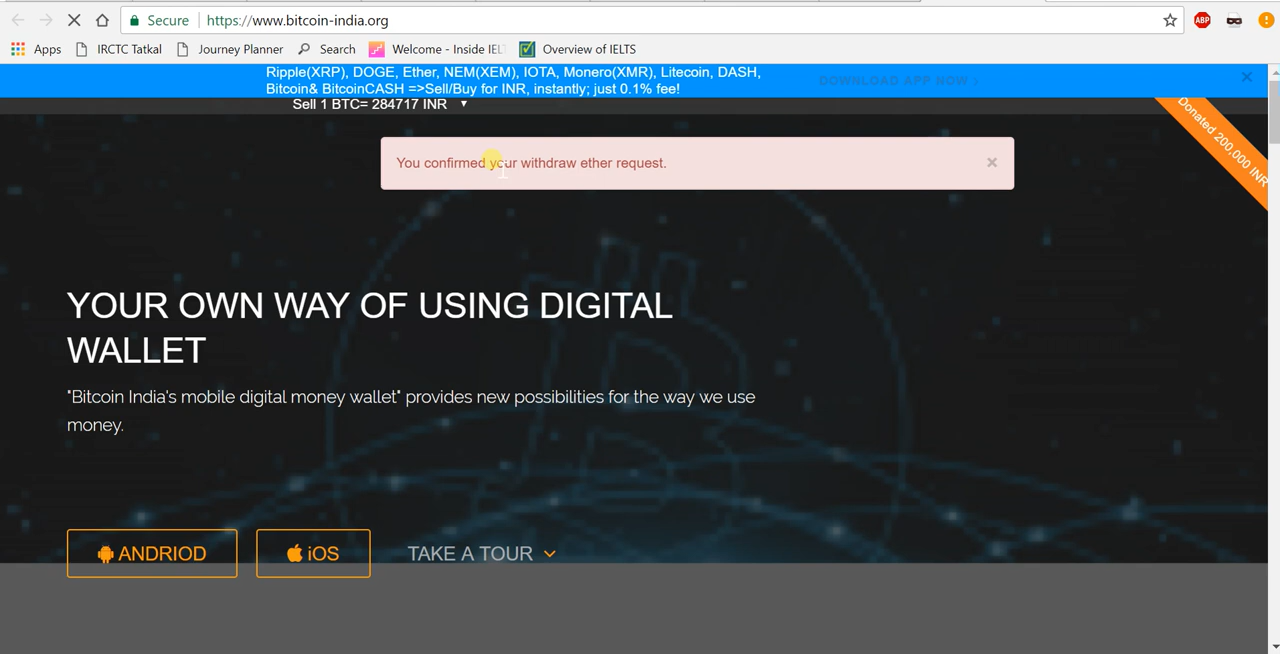 Secure https://www.bitcoin-india.org
ABP
Apps IRCTC Tatkal Journey Planner Search Welcome - Inside IEL Overview of IELTS
Ripple(XRP), DOGE, Ether, NEM(XEM), IOTA, Monero(XMR), Litecoin, DASH,
Bitcoin& BitcoinCASH =>Sell/Buy for INR, instantly; just 0.1% fee!
DOWNLOAD APP NOW
Sell 1 BTC= 284717 INR
Donated 200,000 INR
You confirmed your withdraw ether request.
YOUR OWN WAY OF USING DIGITAL
WALLET
"Bitcoin India's mobile digital money wallet" provides new possibilities for the way we use
money.
ANDRIOD iOS TAKE A TOUR